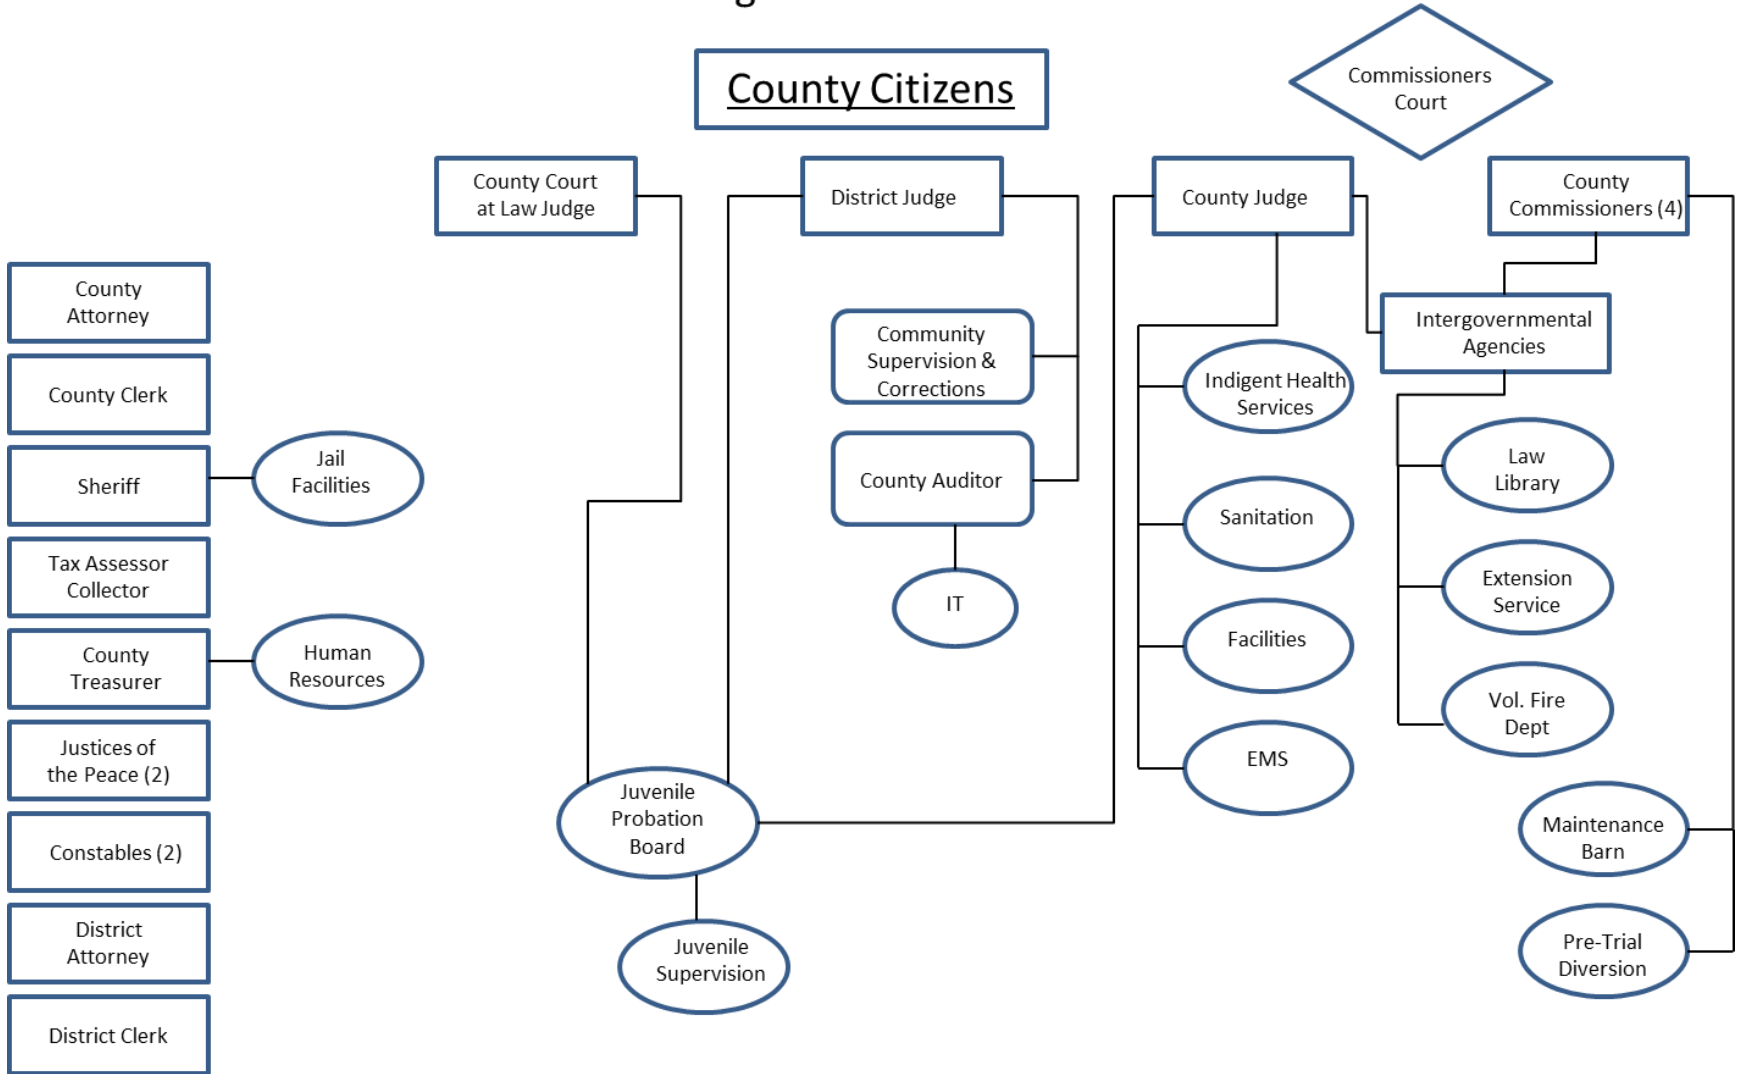 County Citizens
Commissioners
Court
County Court
at Law Judge
District Judge
County Judge
County
Commissioners (4)
County
Attorney
County Clerk
Sheriff
Jail
Facilities
Tax Assessor
Collector
County
Treasurer
Human
Resources
Justices of
the Peace (2)
Constables (2)
District
Attorney
District Clerk
Community
Supervision &
Corrections
County Auditor
IT
Juvenile
Probation
Board
Juvenile
Supervision
Indigent Health
Services
Sanitation
Facilities
EMS
Intergovernmental
Agencies
Law
Library
Extension
Service
Vol. Fire
Dept
Maintenance
Barn
Pre-Trial
Diversion